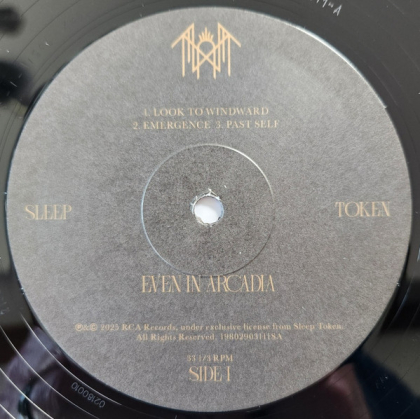 1. LOOK TO WINDWARD
2. EMERGENCE 3. PAST SELF
SLEEP TOKEN
EVEN IN ARCADIA
℗&© 2025 RCA Records, under exclusive license from Sleep Token.
All Rights Reserved. 19802963111SA
33 1/3 RPM
SIDE 1